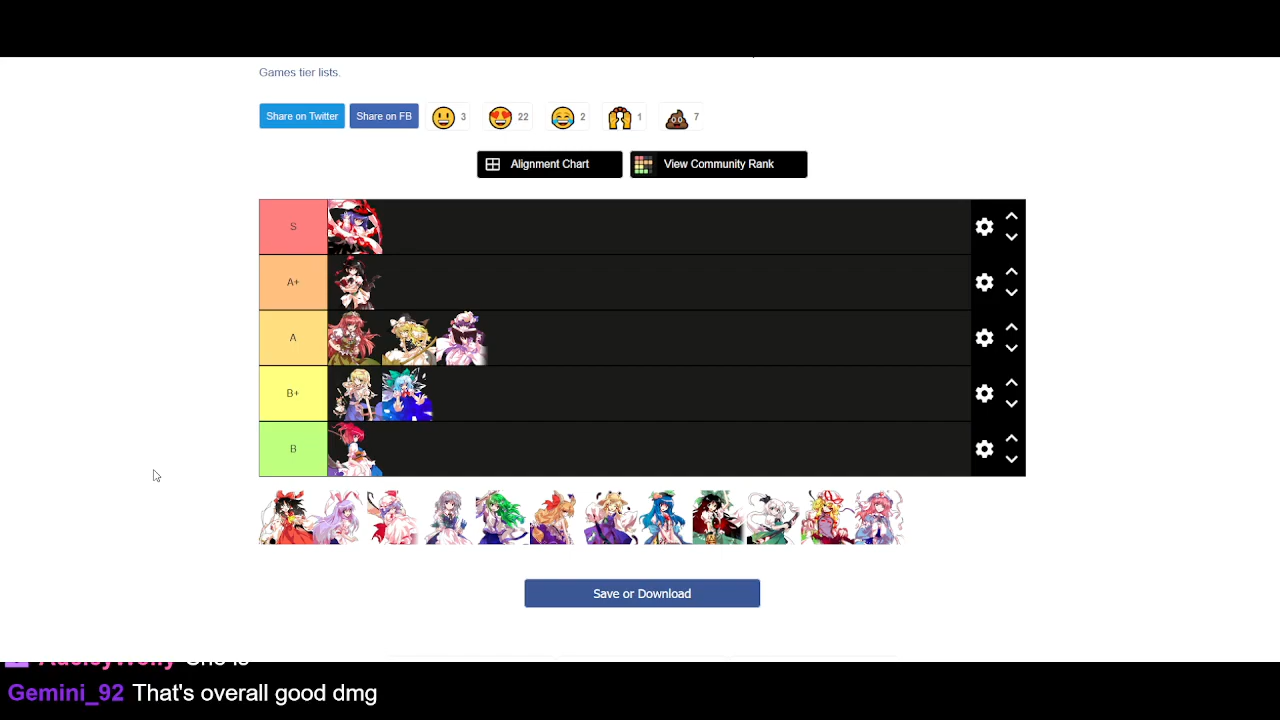 Games tier lists.
Share on Twitter Share on FB 3 22 2 1 7
Alignment Chart View Community Rank
S
A+
A
B+
B
Save or Download
Gemini_92 That's overall good dmg